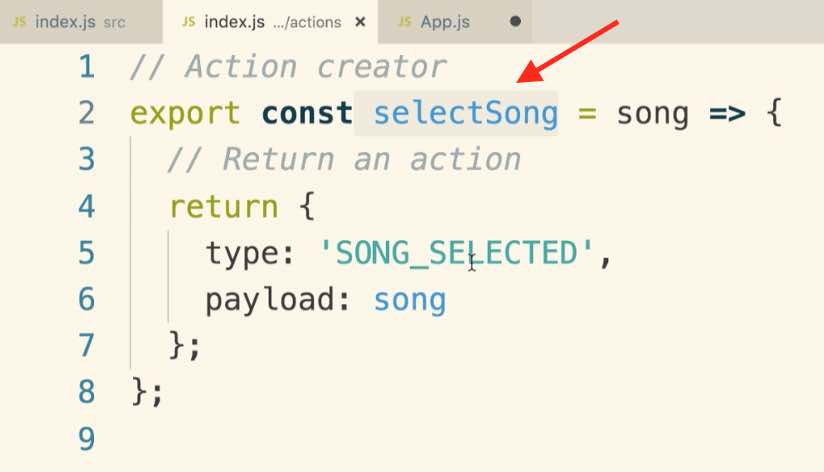 JS index.js src JS index.js .../actions × JS App.js ●
1 // Action creator
2 export const selectSong = song => {
3 // Return an action
4 return {
5 type: 'SONG_SELECTED',
6 payload: song
7 };
8 };
9